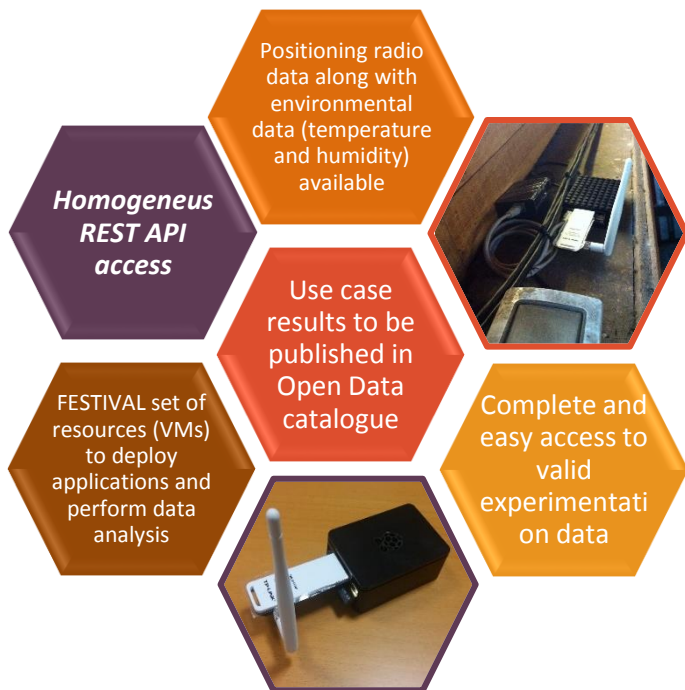 Positioning radio
data along with
environmental
data (temperature
and humidity)
available
Homogeneus
REST API
access
Use case
results to be
published in
Open Data
catalogue
FESTIVAL set of
resources (VMs)
to deploy
applications and
perform data
analysis
Complete and
easy access to
valid
experimentati
on data
TP-LINK